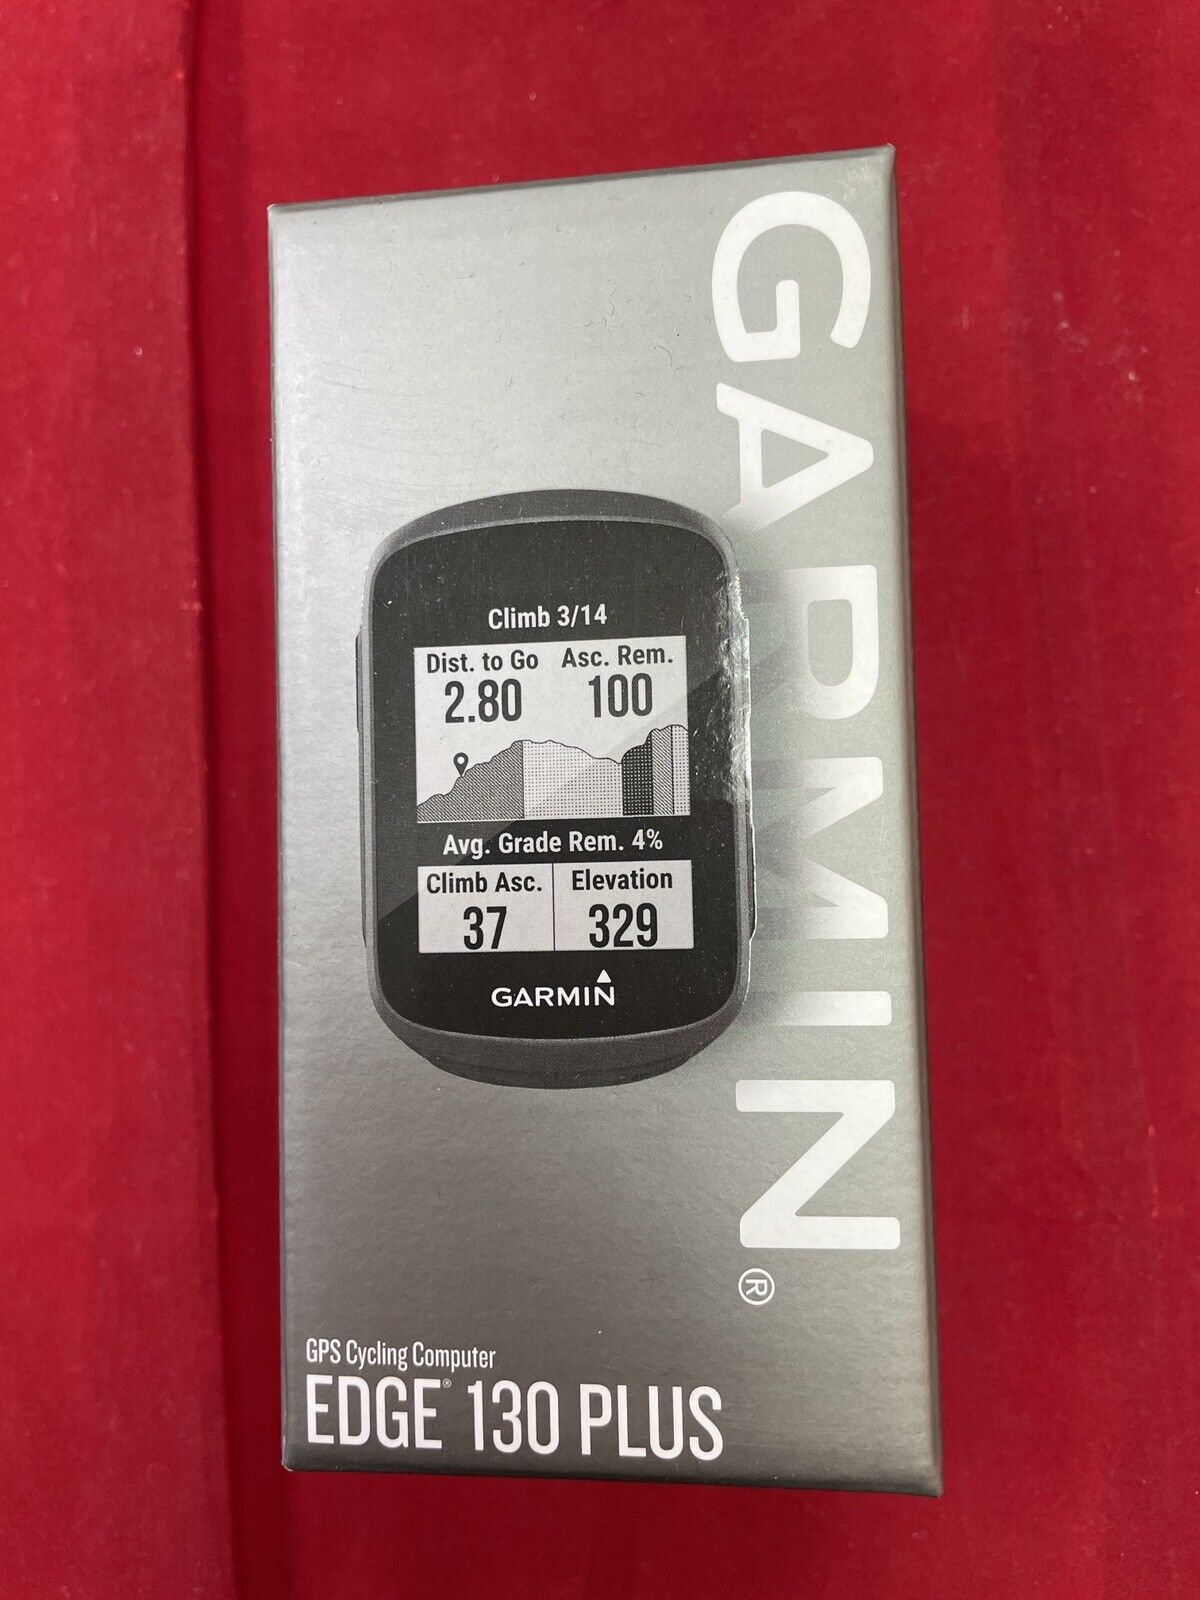 GARMIN®
Climb 3/14
Dist. to Go Asc. Rem.
2.80 100
Avg. Grade Rem. 4%
Climb Asc. Elevation
37 329
GARMIN
GPS Cycling Computer
EDGE® 130 PLUS